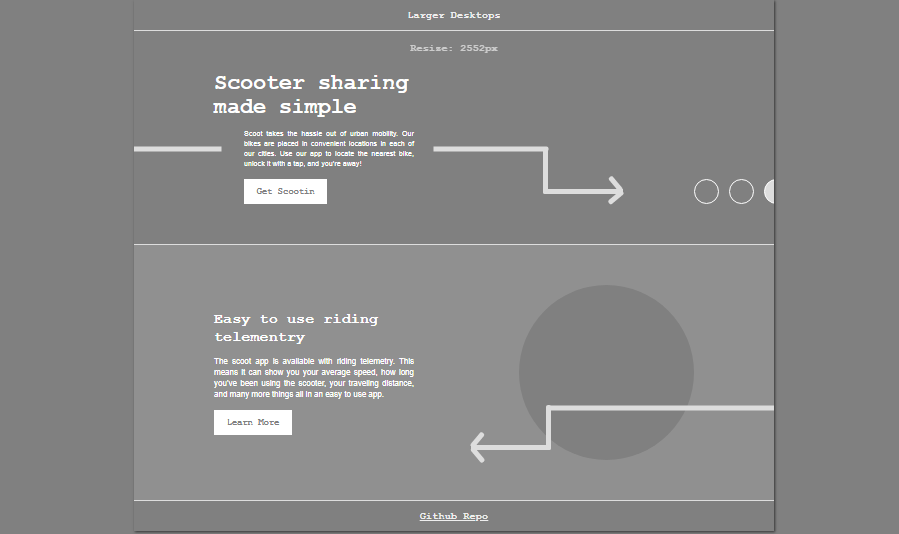 Larger Desktops
Resize: 2552px
Scooter sharing
made simple
Scoot takes the hassle out of urban mobility. Our
bikes are placed in convenient locations in each of
our cities. Use our app to locate the nearest bike,
unlock it with a tap, and you're away!
Get Scootin
Easy to use riding
telementry
The scoot app is available with riding telemetry. This
means it can show you your average speed, how long
you've been using the scooter, your traveling distance,
and many more things all in an easy to use app.
Learn More
Github Repo